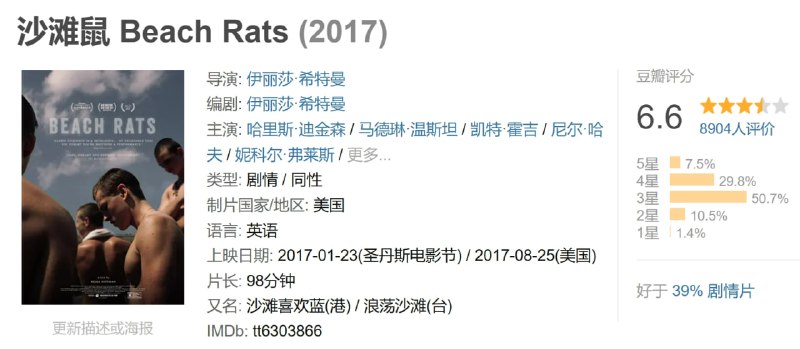 沙滩鼠 Beach Rats (2017)
BEACH RATS
导演: 伊丽莎·希特曼
编剧: 伊丽莎·希特曼
主演: 哈里斯·迪金森 / 马德琳·温斯坦 / 凯特·霍吉 / 尼尔·哈
夫 / 妮科尔·弗莱斯 / 更多...
类型: 剧情 / 同性
制片国家/地区: 美国
语言: 英语
上映日期: 2017-01-23(圣丹斯电影节) / 2017-08-25(美国)
片长: 98分钟
又名: 沙滩喜欢蓝(港) / 浪荡沙滩(台)
IMDb: tt6303866
更新描述或海报
豆瓣评分
6.6
8904人评价
5星 7.5%
4星 29.8%
3星 50.7%
2星 10.5%
1星 1.4%
好于 39% 剧情片